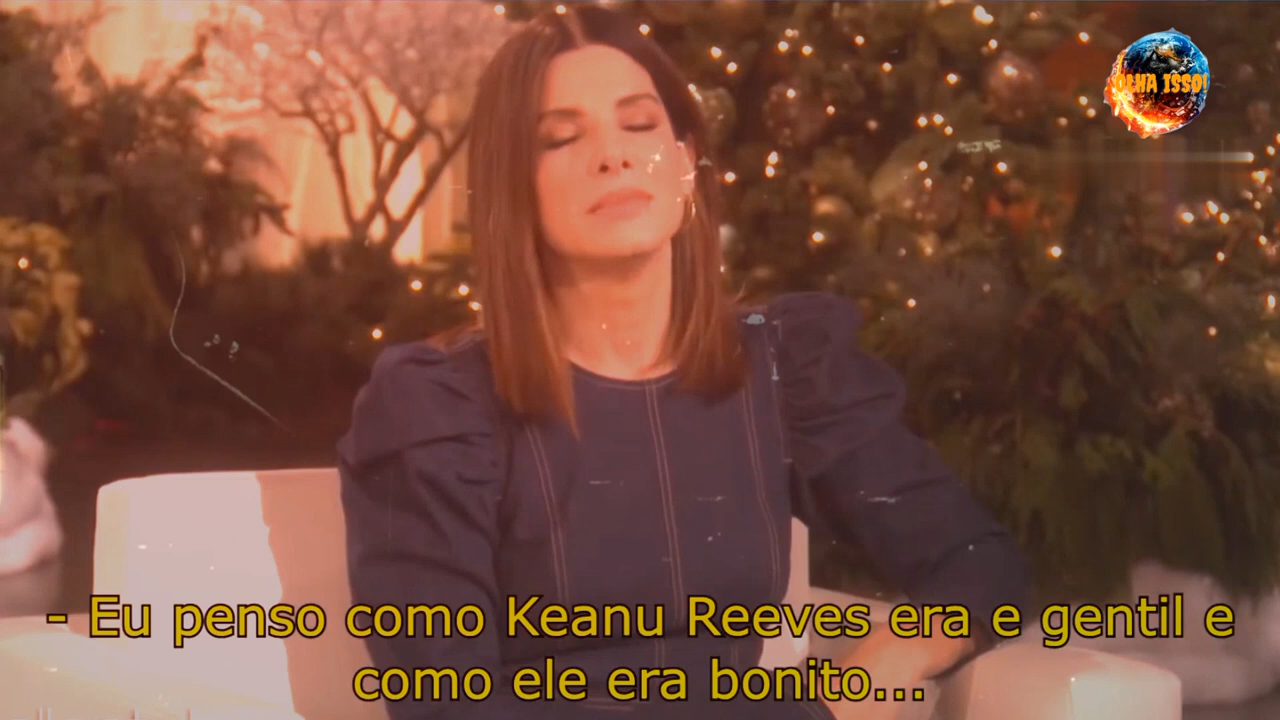 OLHA ISSO!
- Eu penso como Keanu Reeves era e gentil e
como ele era bonito...